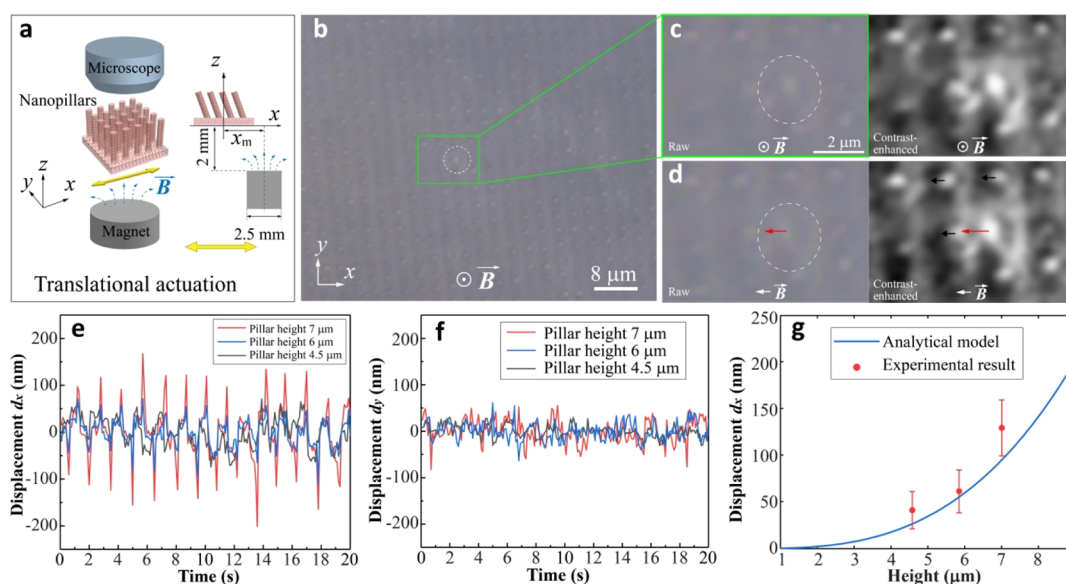 a
Microscope
Nanopillars
z
x
xm
2 mm
z
y
x
B
Magnet
2.5 mm
Translational actuation
b
y
x
B
8 μm
c
Raw
B
2 μm
Contrast-enhanced
B
d
Raw
B
Contrast-enhanced
B
e
Displacement dx (nm)
200
100
0
-100
-200
Pillar height 7 μm
Pillar height 6 μm
Pillar height 4.5 μm
0 2 4 6 8 10 12 14 16 18 20
Time (s)
f
Displacement dy (nm)
200
100
0
-100
-200
Pillar height 7 μm
Pillar height 6 μm
Pillar height 4.5 μm
0 2 4 6 8 10 12 14 16 18 20
Time (s)
g
Displacement dx (nm)
250
200
150
100
50
0
Analytical model
Experimental result
1 2 3 4 5 6 7 8
Height (μm)